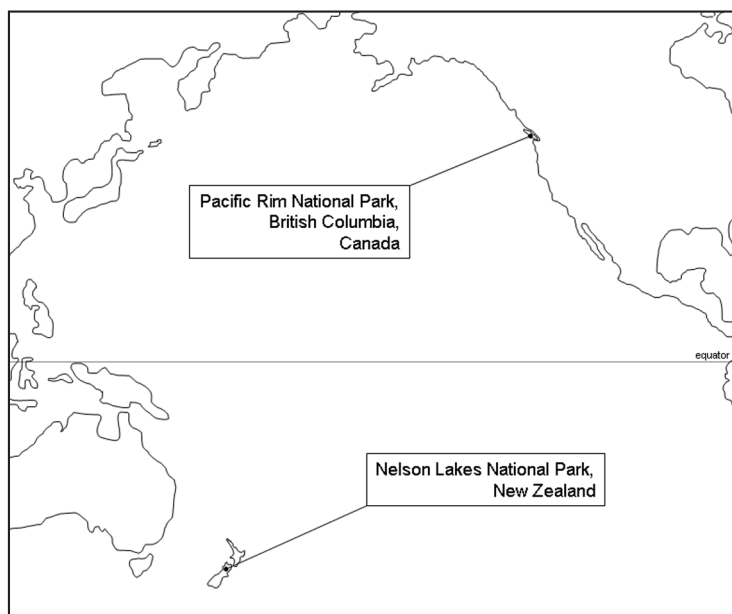 Pacific Rim National Park,
British Columbia,
Canada
equator
Nelson Lakes National Park,
New Zealand